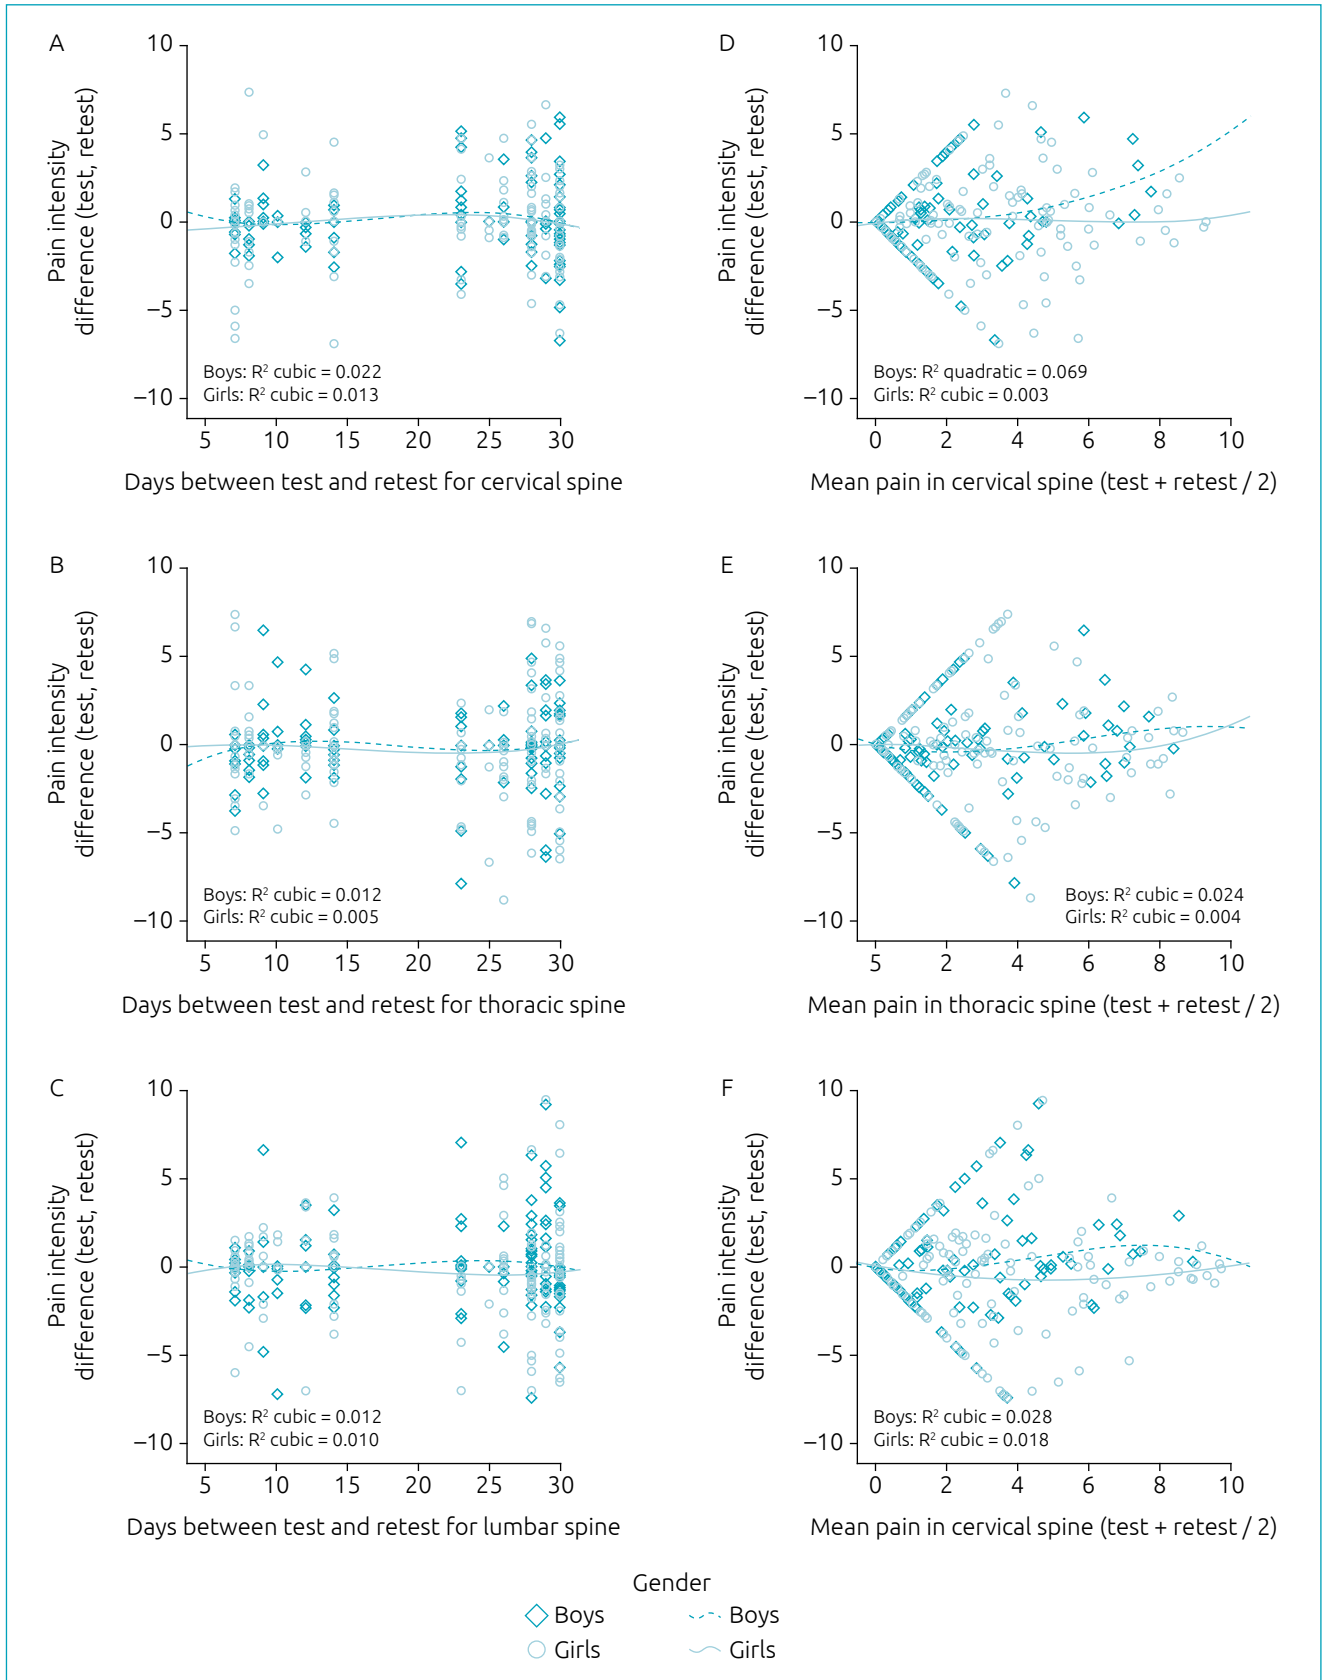 A
10
5
0
−5
−10
Pain intensity
difference (test, retest)
Boys: R² cubic = 0.022
Girls: R² cubic = 0.013
5 10 15 20 25 30
Days between test and retest for cervical spine
D
10
5
0
−5
−10
Pain intensity
difference (test, retest)
Boys: R² quadratic = 0.069
Girls: R² cubic = 0.003
0 2 4 6 8 10
Mean pain in cervical spine (test + retest / 2)
B
10
5
0
−5
−10
Pain intensity
difference (test, retest)
Boys: R² cubic = 0.012
Girls: R² cubic = 0.005
5 10 15 20 25 30
Days between test and retest for thoracic spine
E
10
5
0
−5
−10
Pain intensity
difference (test, retest)
Boys: R² cubic = 0.024
Girls: R² cubic = 0.004
5 2 4 6 8 10
Mean pain in thoracic spine (test + retest / 2)
C
10
5
0
−5
−10
Pain intensity
difference (test, retest)
Boys: R² cubic = 0.012
Girls: R² cubic = 0.010
5 10 15 20 25 30
Days between test and retest for lumbar spine
F
10
5
0
−5
−10
Pain intensity
difference (test, retest)
Boys: R² cubic = 0.028
Girls: R² cubic = 0.018
0 2 4 6 8 10
Mean pain in cervical spine (test + retest / 2)
Gender
Boys Boys
Girls Girls